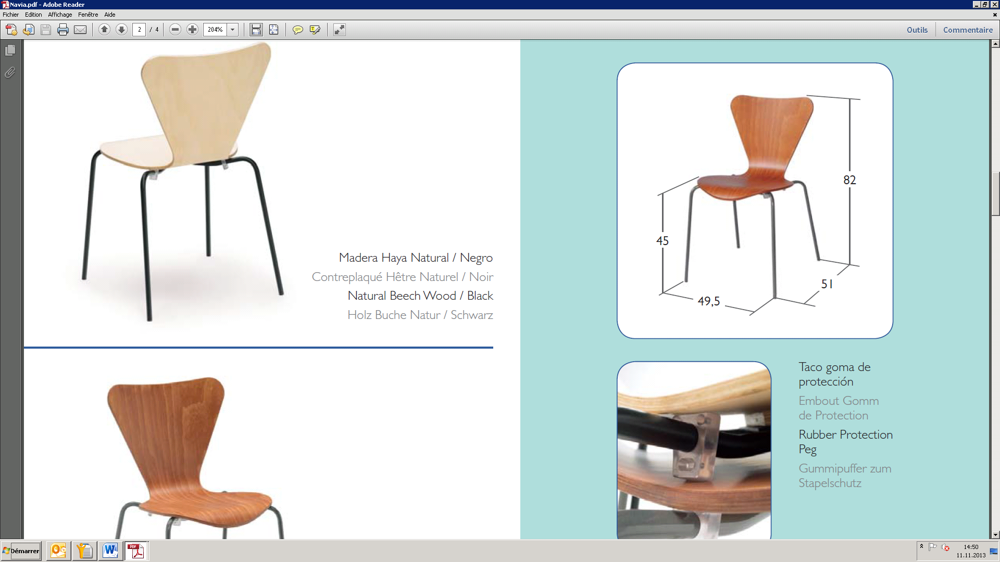 Navia.pdf - Adobe Reader
Fichier Edition Affichage Fenêtre Aide
2 / 4 204% Outils Commentaire
Madera Haya Natural / Negro
Contreplaqué Hêtre Naturel / Noir
Natural Beech Wood / Black
Holz Buche Natur / Schwarz
82
45
51
49,5
Taco goma de
protección
Embout Gomm
de Protection
Rubber Protection
Peg
Gummipuffer zum
Stapelschutz
Démarrer
PDF
14:50
11.11.2013